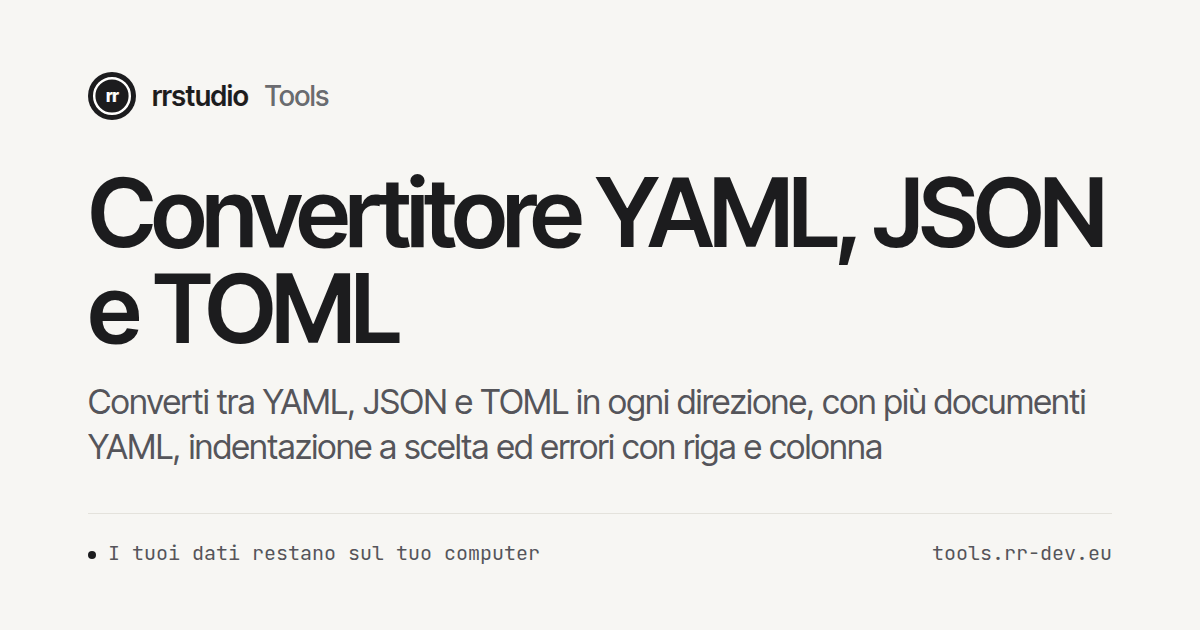 rr rrstudio Tools
Convertitore YAML, JSON
e TOML
Converti tra YAML, JSON e TOML in ogni direzione, con più documenti
YAML, indentazione a scelta ed errori con riga e colonna
I tuoi dati restano sul tuo computer
tools.rr-dev.eu